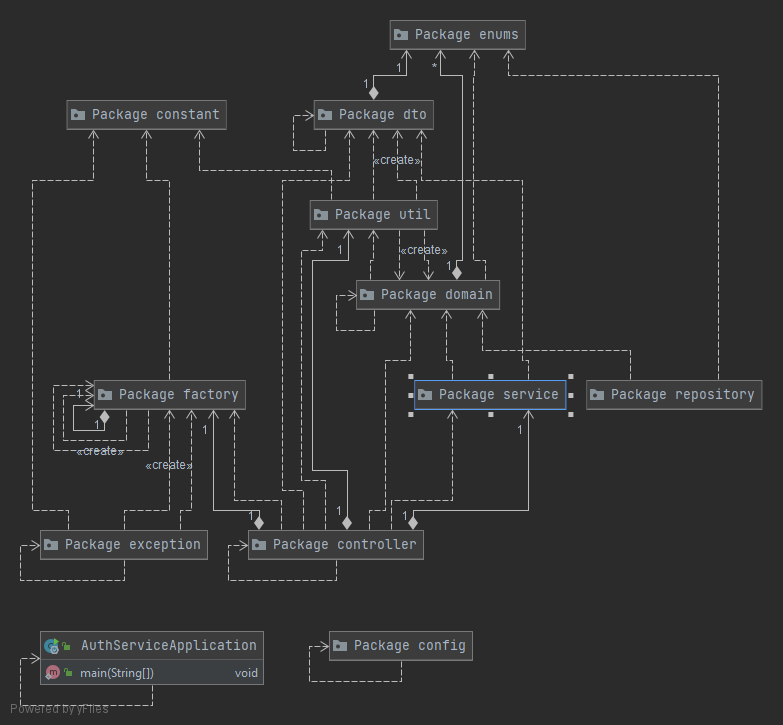 Package enums
1
*
1
Package constant
Package dto
«create»
Package util
1
«create»
1
Package domain
Package factory
1
1
Package service
Package repository
1
1
«create»
«create»
1
1
1
Package exception
Package controller
AuthServiceApplication
main(String[])
void
Package config
Powered by yFiles